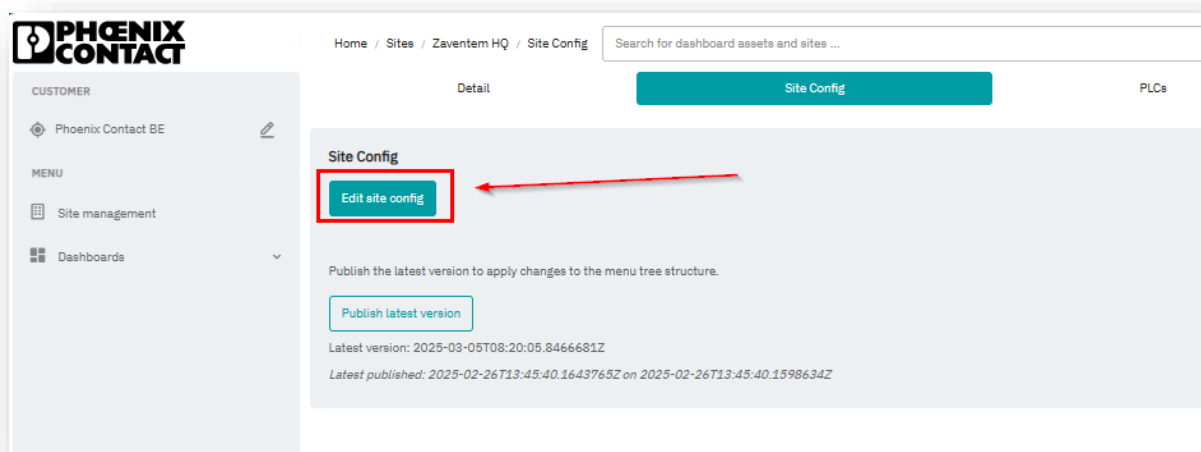 PHŒNIX
CONTACT
Home / Sites / Zaventem HQ / Site Config
Search for dashboard assets and sites ...
CUSTOMER
Phoenix Contact BE
MENU
Site management
Dashboards
Detail
Site Config
PLCs
Site Config
Edit site config
Publish the latest version to apply changes to the menu tree structure.
Publish latest version
Latest version: 2025-03-05T08:20:05.8466681Z
Latest published: 2025-02-26T13:45:40.1643765Z on 2025-02-26T13:45:40.1598634Z